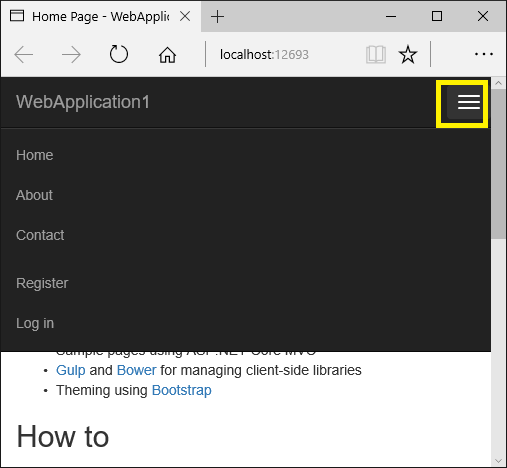 Home Page - WebApplic
localhost:12693
WebApplication1
Home
About
Contact
Register
Log in
Sample pages using ASP.NET Core MVC
• Gulp and Bower for managing client-side libraries
• Theming using Bootstrap
How to